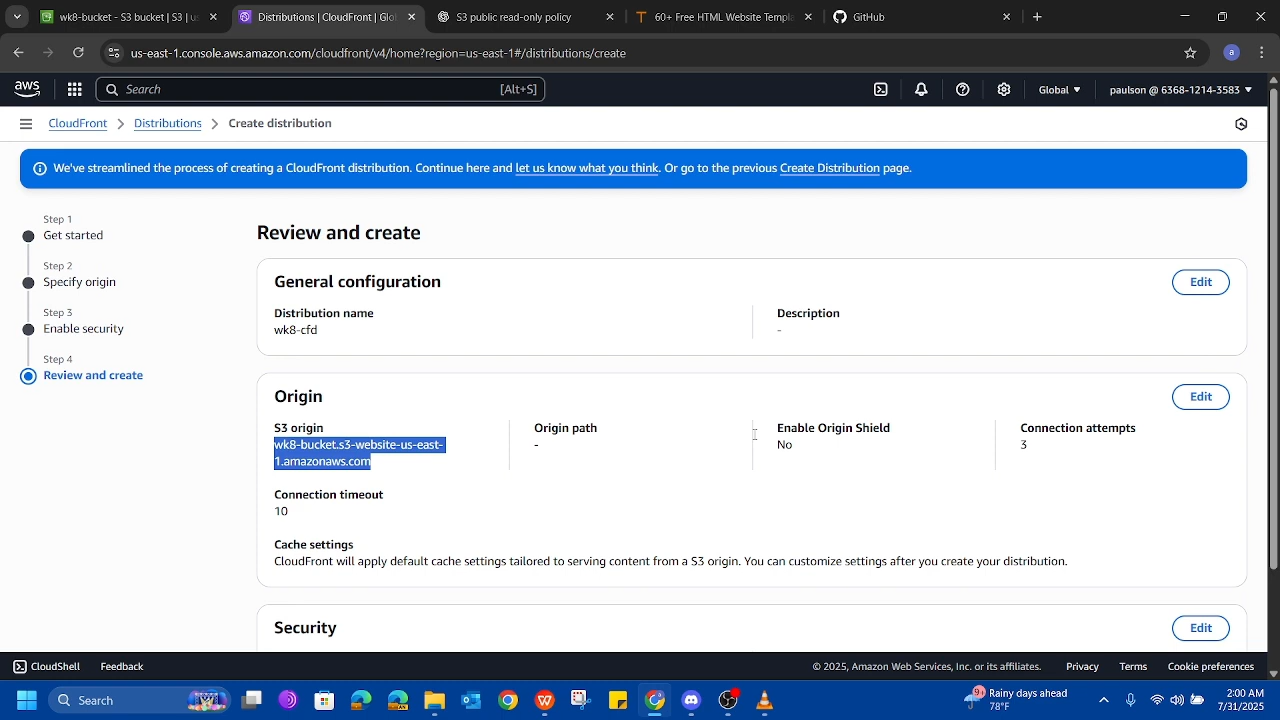 wk8-bucket - S3 bucket | S3 | us
Distributions | CloudFront | Glo
S3 public read-only policy
60+ Free HTML Website Templa
GitHub
us-east-1.console.aws.amazon.com/cloudfront/v4/home?region=us-east-1#/distributions/create
a
aws
Search
[Alt+S]
Global
paulson @ 6368-1214-3583
CloudFront
Distributions
Create distribution
We've streamlined the process of creating a CloudFront distribution. Continue here and let us know what you think. Or go to the previous Create Distribution page.
Step 1
Get started
Step 2
Specify origin
Step 3
Enable security
Step 4
Review and create
Review and create
General configuration
Edit
Distribution name
wk8-cfd
Description
-
Origin
Edit
S3 origin
wk8-bucket.s3-website-us-east-
1.amazonaws.com
Origin path
-
Enable Origin Shield
No
Connection attempts
3
Connection timeout
10
Cache settings
CloudFront will apply default cache settings tailored to serving content from a S3 origin. You can customize settings after you create your distribution.
Security
Edit
CloudShell
Feedback
© 2025, Amazon Web Services, Inc. or its affiliates.
Privacy
Terms
Cookie preferences
Search
9+
Rainy days ahead
78°F
2:00 AM
7/31/2025